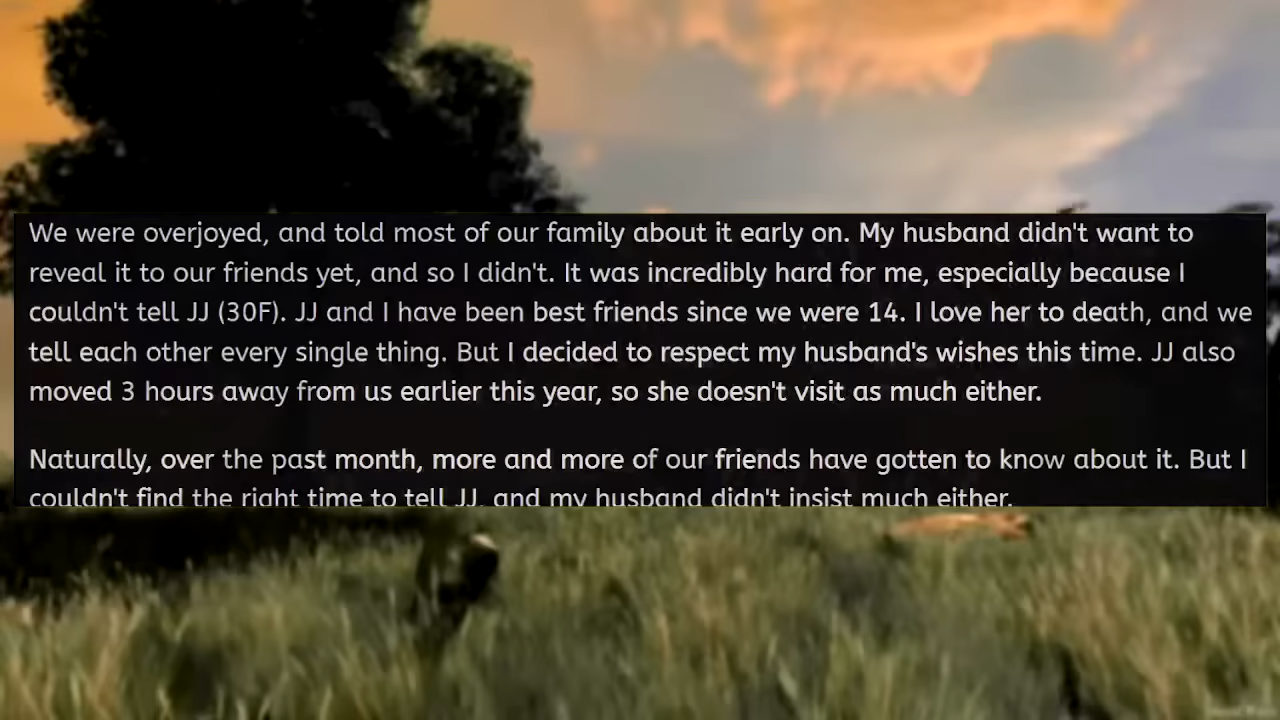 We were overjoyed, and told most of our family about it early on. My husband didn't want to
reveal it to our friends yet, and so I didn't. It was incredibly hard for me, especially because I
couldn't tell JJ (30F). JJ and I have been best friends since we were 14. I love her to death, and we
tell each other every single thing. But I decided to respect my husband's wishes this time. JJ also
moved 3 hours away from us earlier this year, so she doesn't visit as much either.
Naturally, over the past month, more and more of our friends have gotten to know about it. But I
couldn't find the right time to tell JJ, and my husband didn't insist much either.